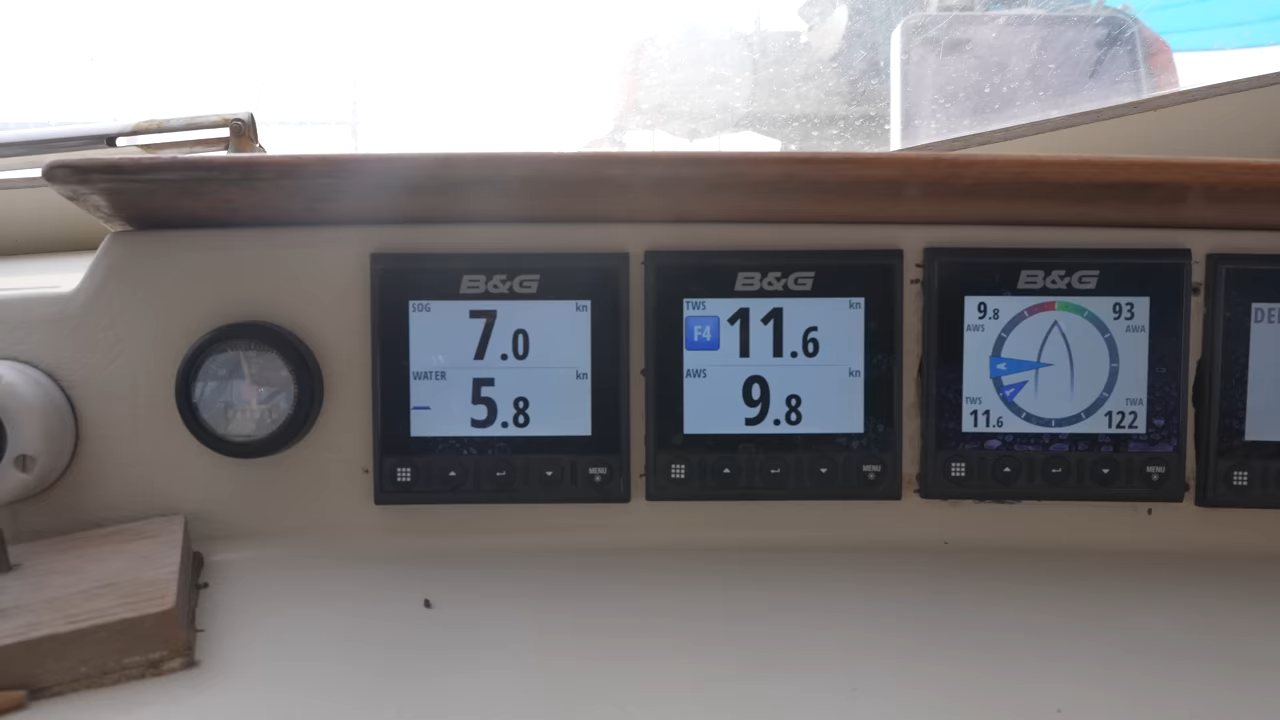 B&G
SOG kn
7.0
WATER kn
5.8
MENU
B&G
TWS kn
F4 11.6
AWS kn
9.8
MENU
B&G
9.8 93
AWS AWA
A
TWS TWA
11.6 122
MENU